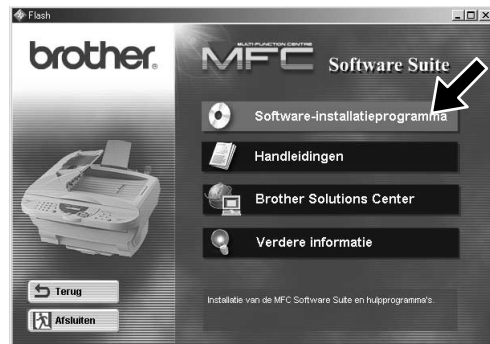 Flash
brother.
MULTI-FUNCTION CENTRE
MFC Software Suite
Software-installatieprogramma
Handleidingen
Brother Solutions Center
Verdere informatie
Terug
Installatie van de MFC Software Suite en hulpprogramma's.
Afsluiten